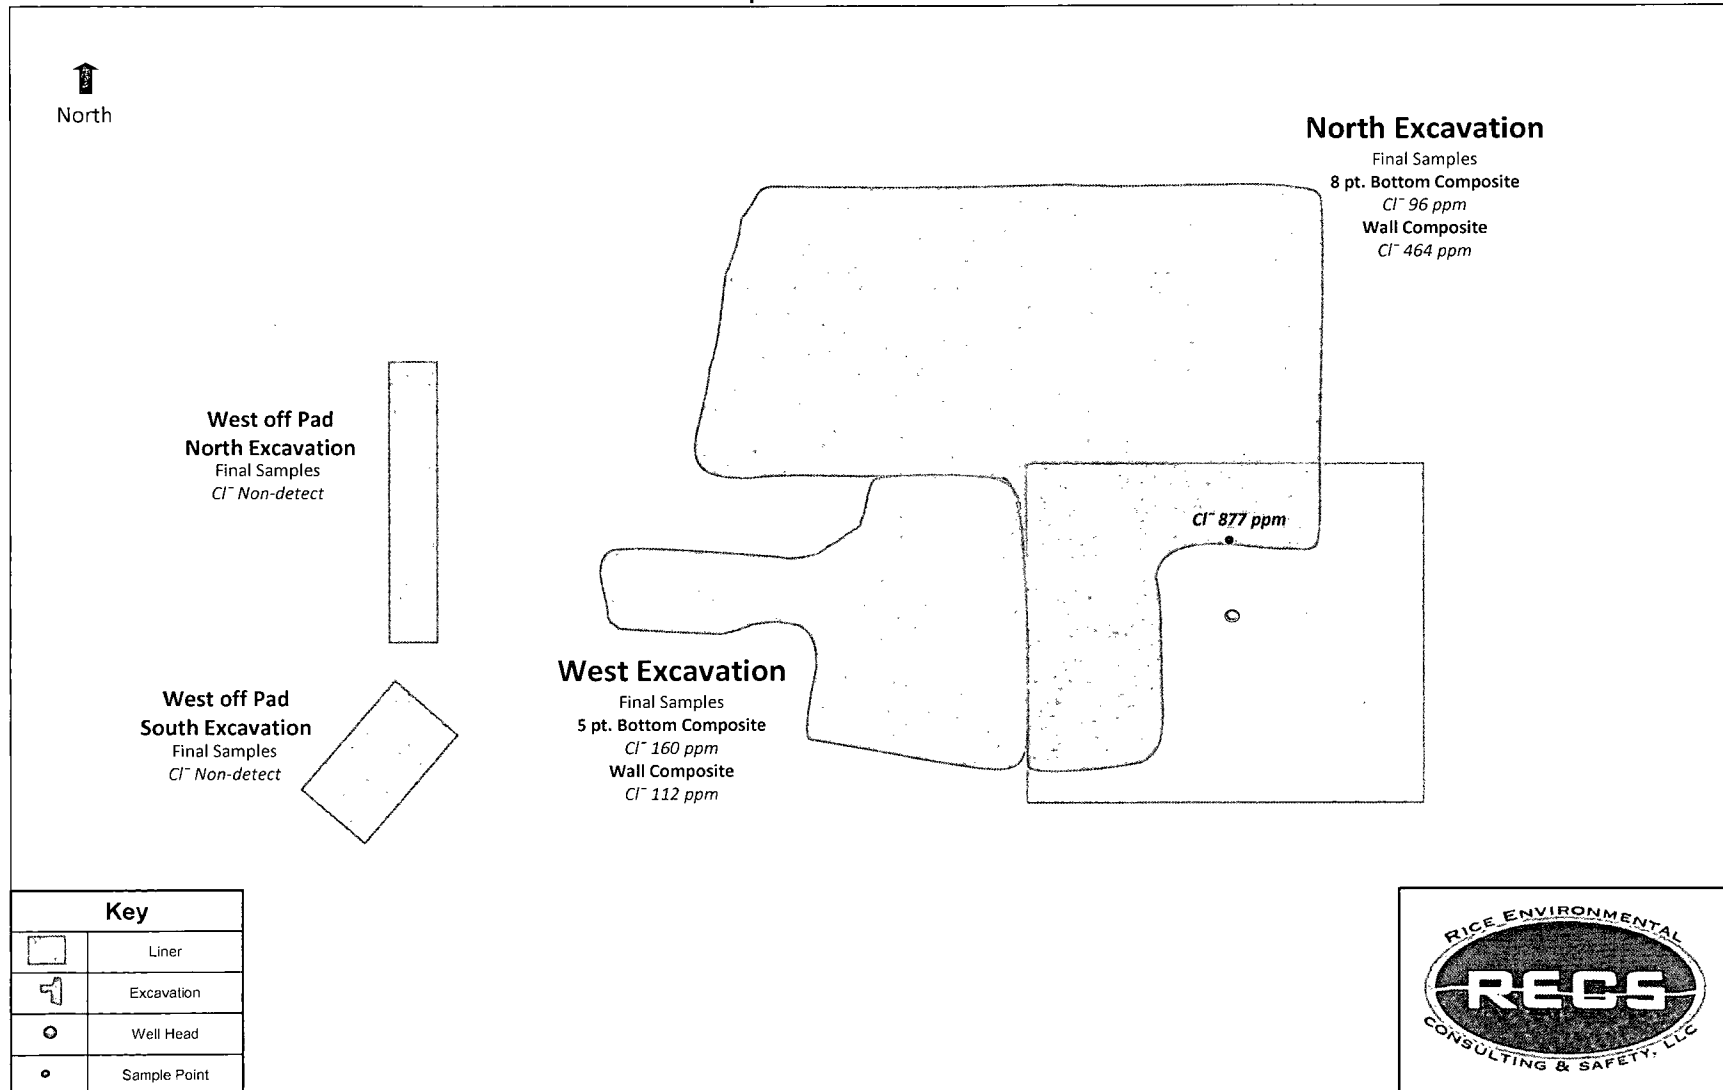 North
North Excavation
Final Samples
8 pt. Bottom Composite
Cl⁻ 96 ppm
Wall Composite
Cl⁻ 464 ppm
West off Pad
North Excavation
Final Samples
Cl⁻ Non-detect
Cl⁻ 877 ppm
West Excavation
Final Samples
5 pt. Bottom Composite
Cl⁻ 160 ppm
Wall Composite
Cl⁻ 112 ppm
West off Pad
South Excavation
Final Samples
Cl⁻ Non-detect
Key
Liner
Excavation
Well Head
Sample Point
RICE ENVIRONMENTAL
RECS
CONSULTING & SAFETY, LLC